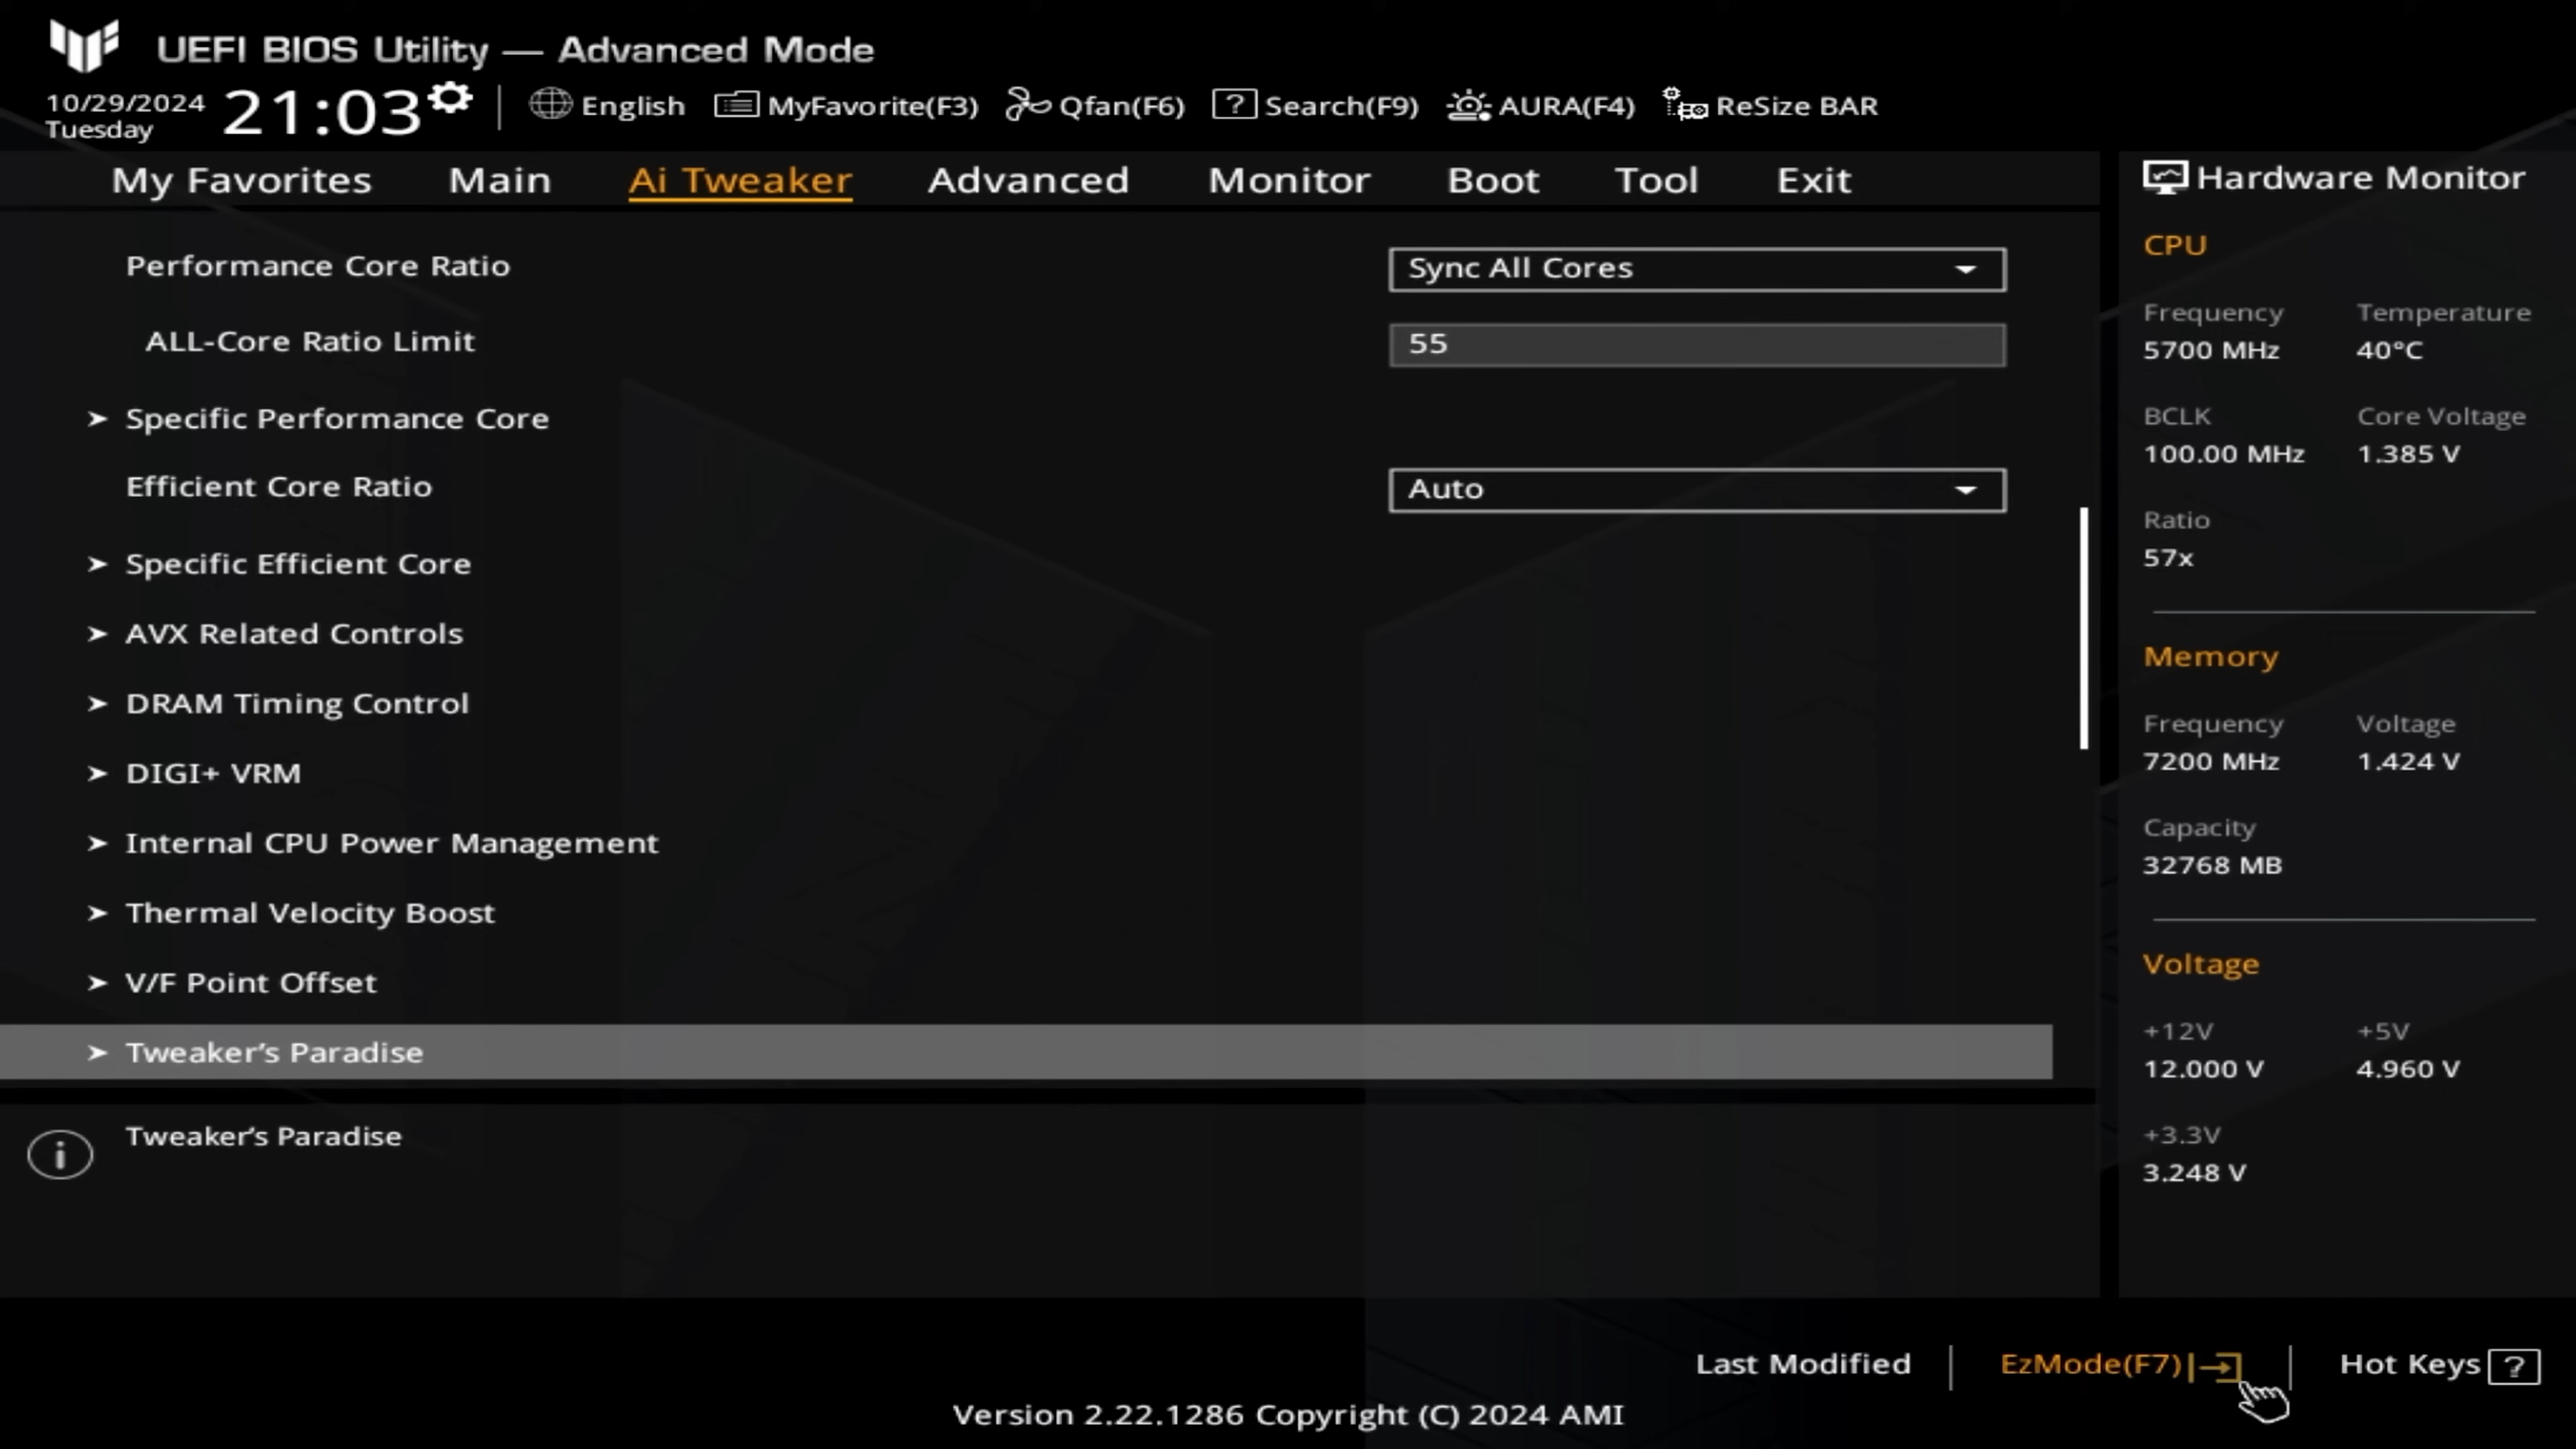 UEFI BIOS Utility — Advanced Mode
10/29/2024
Tuesday
21:03
English
MyFavorite(F3)
Qfan(F6)
Search(F9)
AURA(F4)
ReSize BAR
My Favorites
Main
Ai Tweaker
Advanced
Monitor
Boot
Tool
Exit
Performance Core Ratio
Sync All Cores
ALL-Core Ratio Limit
55
Specific Performance Core
Efficient Core Ratio
Auto
Specific Efficient Core
AVX Related Controls
DRAM Timing Control
DIGI+ VRM
Internal CPU Power Management
Thermal Velocity Boost
V/F Point Offset
Tweaker's Paradise
Tweaker's Paradise
Hardware Monitor
CPU
Frequency Temperature
5700 MHz 40°C
BCLK Core Voltage
100.00 MHz 1.385 V
Ratio
57x
Memory
Frequency Voltage
7200 MHz 1.424 V
Capacity
32768 MB
Voltage
+12V +5V
12.000 V 4.960 V
+3.3V
3.248 V
Last Modified
EzMode(F7)
Hot Keys ?
Version 2.22.1286 Copyright (C) 2024 AMI